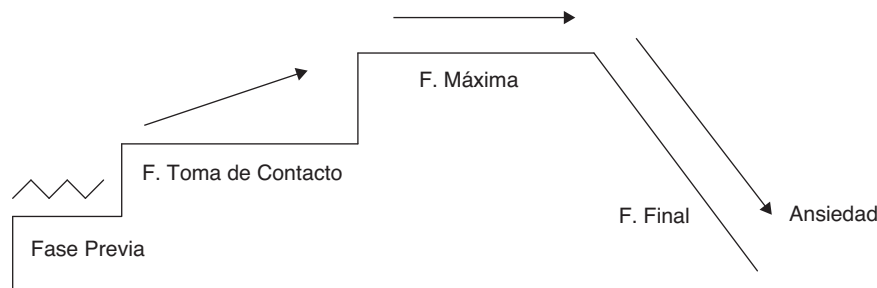 F. Máxima
F. Toma de Contacto
F. Final
Ansiedad
Fase Previa